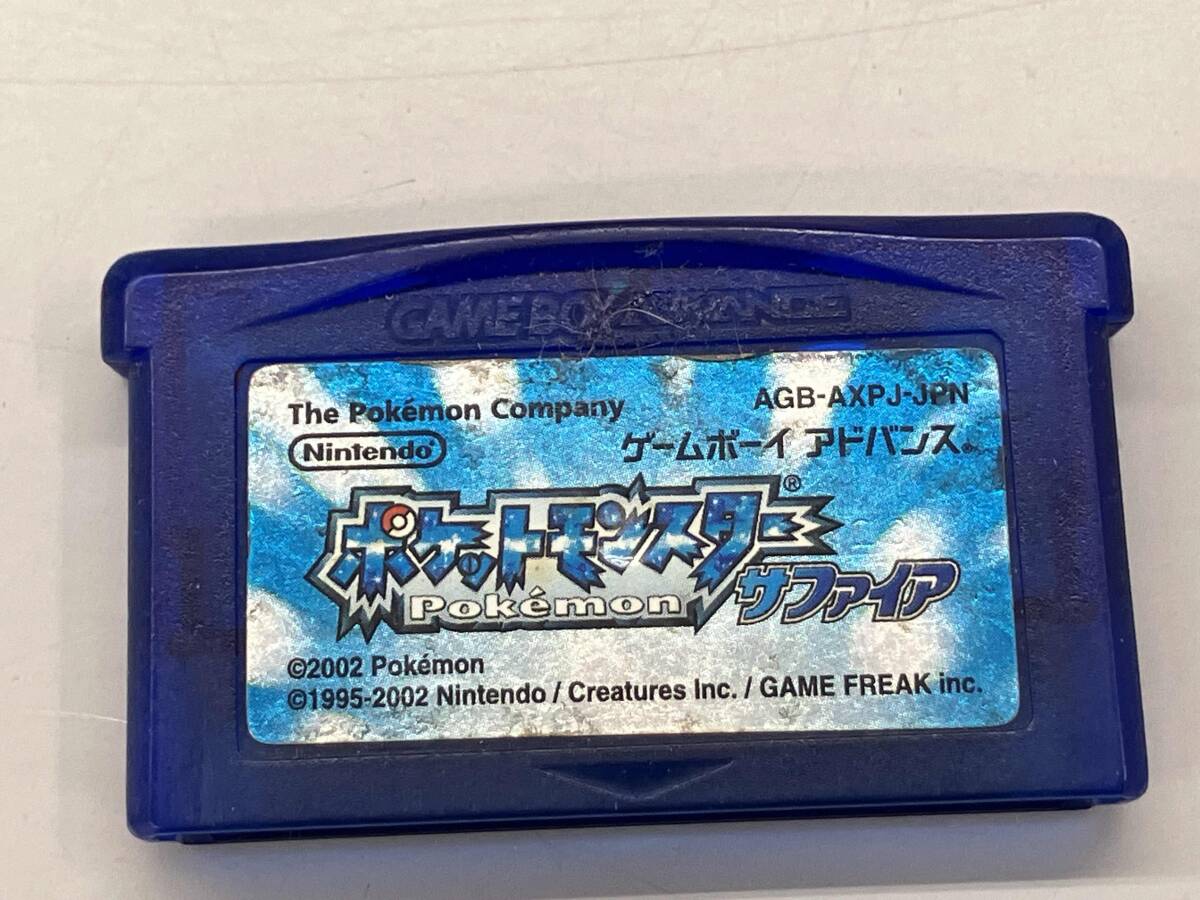 GAME BOY ADVANCE
The Pokémon Company
AGB-AXPJ-JPN
Nintendo®
ゲームボーイ アドバンス®
ポケットモンスター®
Pokémon
サファイア
©2002 Pokémon
©1995-2002 Nintendo / Creatures Inc. / GAME FREAK inc.